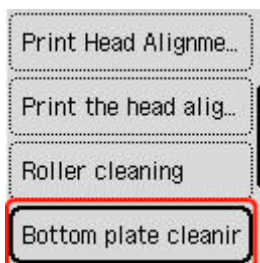 Print Head Alignme...
Print the head alig...
Roller cleaning
Bottom plate cleanir